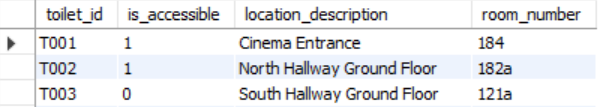 toilet_id is_accessible location_description room_number
T001 1 Cinema Entrance 184
T002 1 North Hallway Ground Floor 182a
T003 0 South Hallway Ground Floor 121a